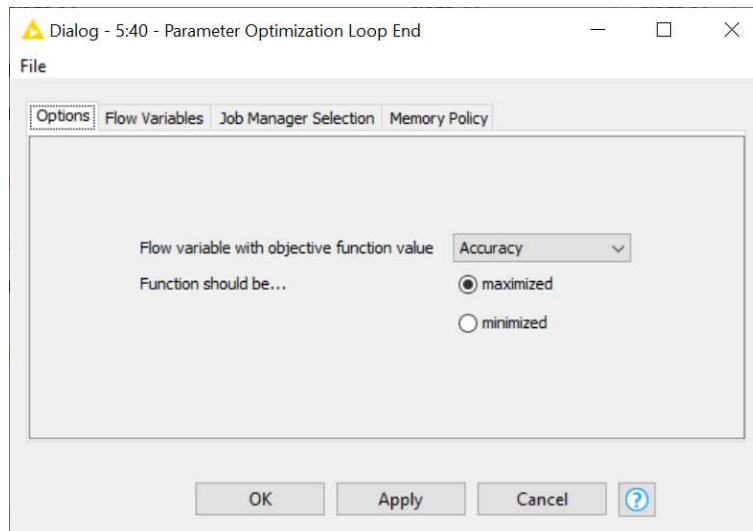 Dialog - 5:40 - Parameter Optimization Loop End
File
Options Flow Variables Job Manager Selection Memory Policy
Flow variable with objective function value Accuracy
Function should be... maximized
minimized
OK Apply Cancel ?